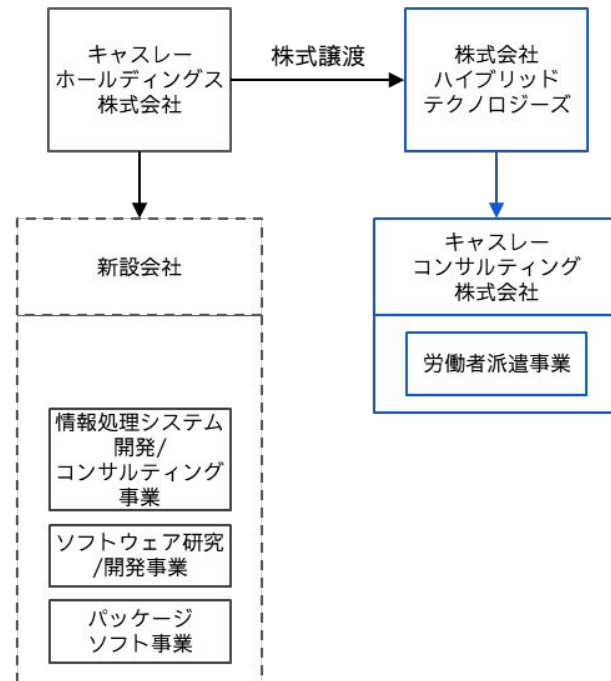 キャスレー
ホールディングス
株式会社
株式譲渡
株式会社
ハイブリッド
テクノロジーズ
新設会社
キャスレー
コンサルティング
株式会社
労働者派遣事業
情報処理システム
開発/
コンサルティング
事業
ソフトウェア研究
/開発事業
パッケージ
ソフト事業